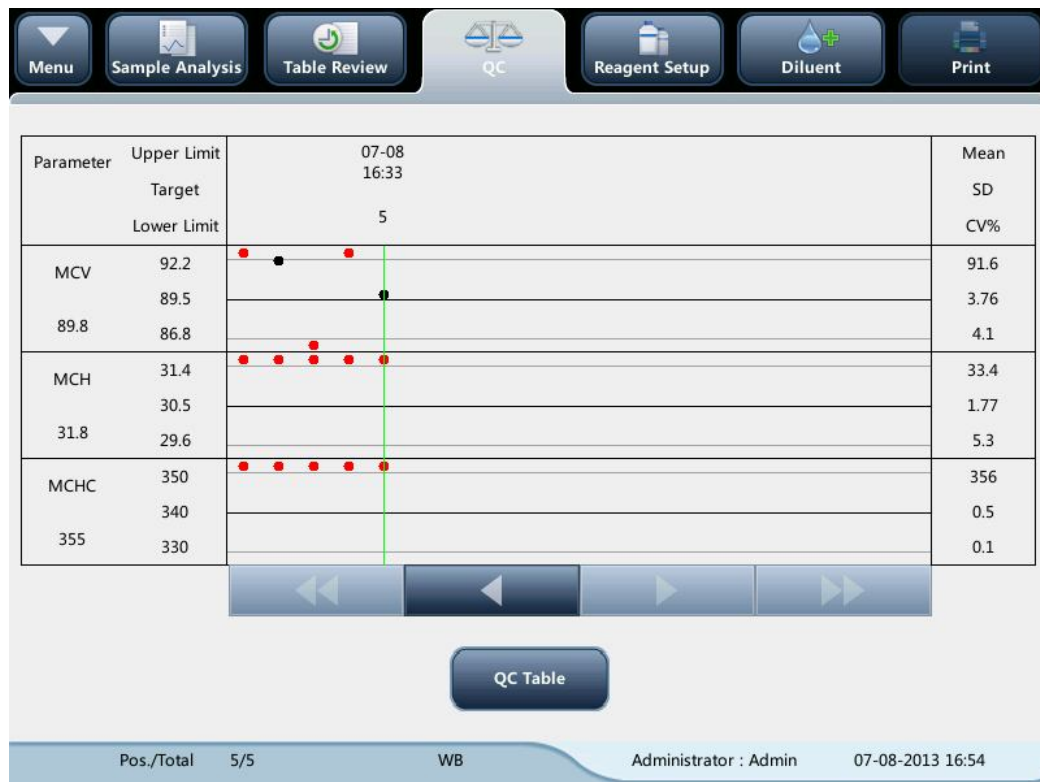 Menu Sample Analysis Table Review QC Reagent Setup Diluent Print
Parameter
Upper Limit
Target
Lower Limit
07-08
16:33
5
Mean
SD
CV%
MCV
89.8
92.2
89.5
86.8
91.6
3.76
4.1
MCH
31.8
31.4
30.5
29.6
33.4
1.77
5.3
MCHC
355
350
340
330
356
0.5
0.1
QC Table
Pos./Total 5/5 WB Administrator : Admin 07-08-2013 16:54